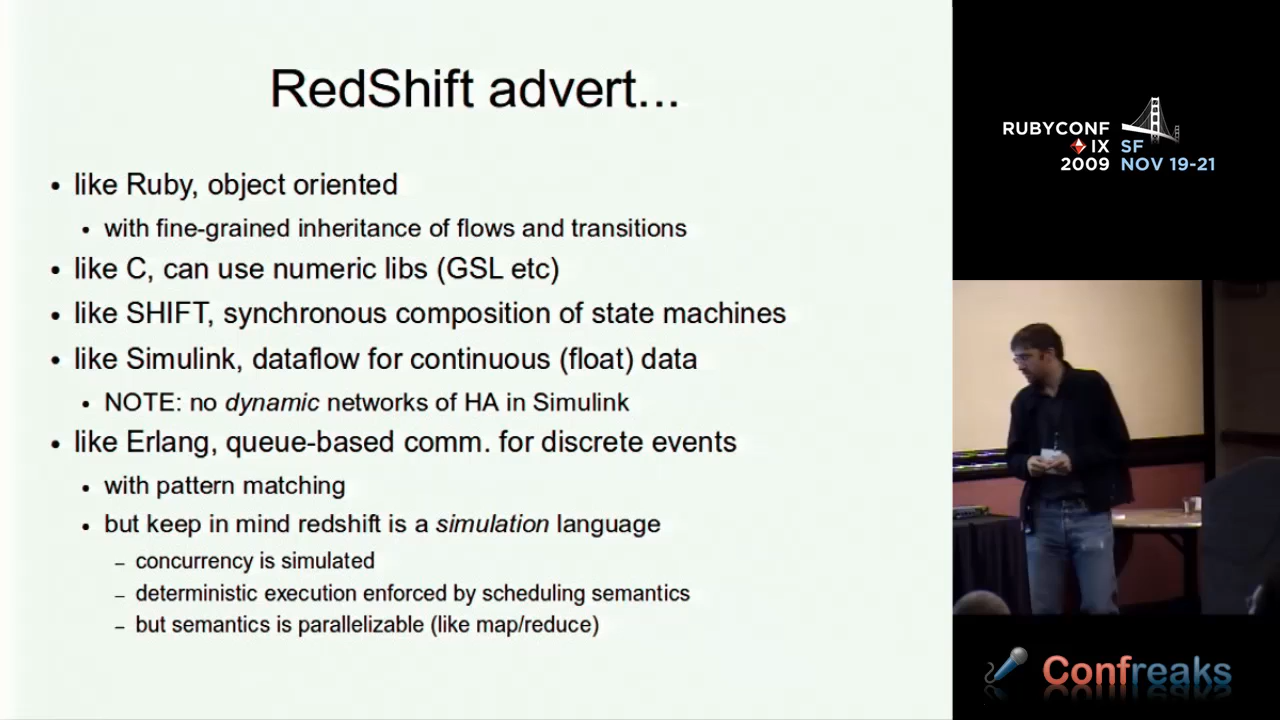 RedShift advert...
• like Ruby, object oriented
• with fine-grained inheritance of flows and transitions
• like C, can use numeric libs (GSL etc)
• like SHIFT, synchronous composition of state machines
• like Simulink, dataflow for continuous (float) data
• NOTE: no dynamic networks of HA in Simulink
• like Erlang, queue-based comm. for discrete events
• with pattern matching
• but keep in mind redshift is a simulation language
– concurrency is simulated
– deterministic execution enforced by scheduling semantics
– but semantics is parallelizable (like map/reduce)
RUBYCONF
IX SF
2009 NOV 19-21
Confreaks